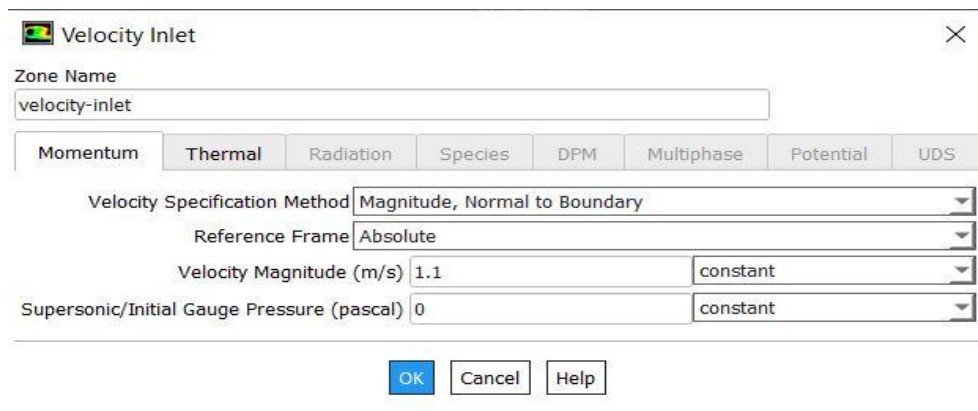 Velocity Inlet
Zone Name
velocity-inlet
Momentum Thermal Radiation Species DPM Multiphase Potential UDS
Velocity Specification Method Magnitude, Normal to Boundary
Reference Frame Absolute
Velocity Magnitude (m/s) 1.1 constant
Supersonic/Initial Gauge Pressure (pascal) 0 constant
OK Cancel Help